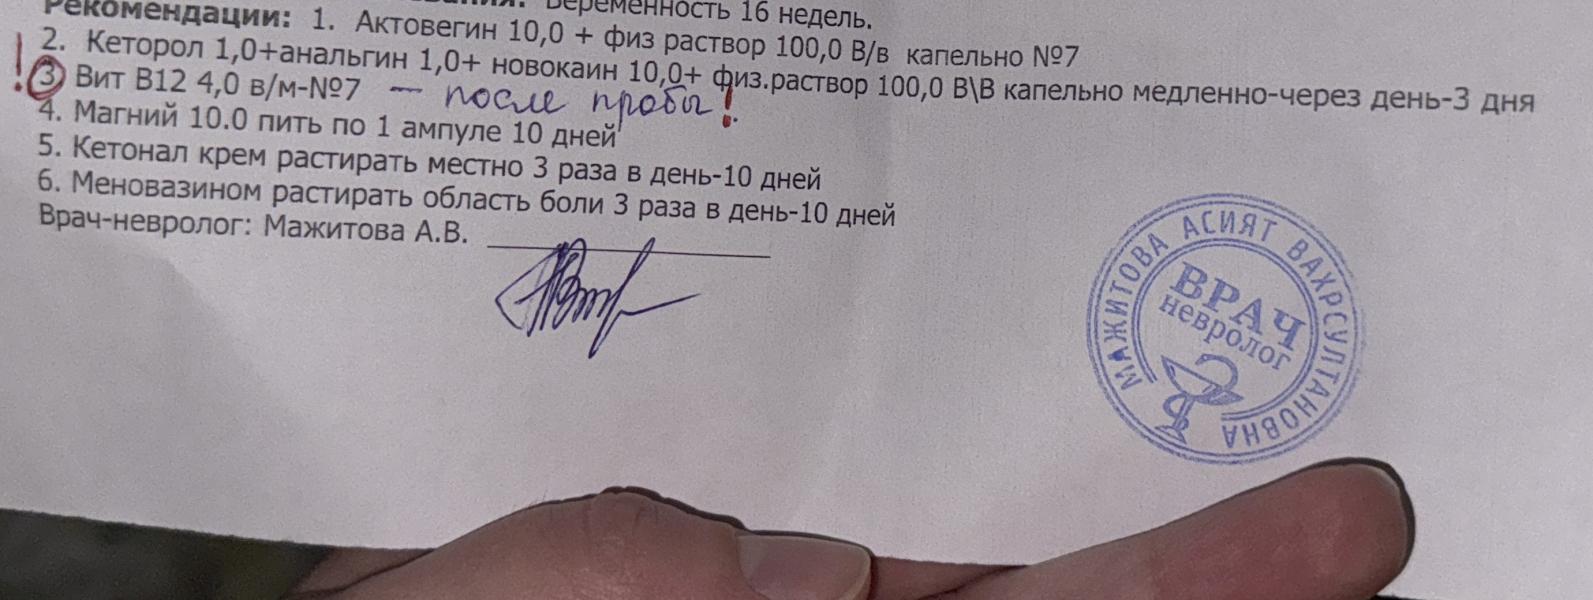 Беременность 16 недель.
Рекомендации: 1. Актовегин 10,0 + физ раствор 100,0 В/в капельно №7
2. Кеторол 1,0+анальгин 1,0+ новокаин 10,0+ физ.раствор 100,0 В\В капельно медленно-через день-3 дня
! 3. Вит В12 4,0 в/м-№7 — после пробы!
4. Магний 10.0 пить по 1 ампуле 10 дней
5. Кетонал крем растирать местно 3 раза в день-10 дней
6. Меновазином растирать область боли 3 раза в день-10 дней
Врач-невролог: Мажитова А.В.
МАЖИТОВА АСИЯТ ВАХРСУЛТАНОВНА
ВРАЧ
невролог